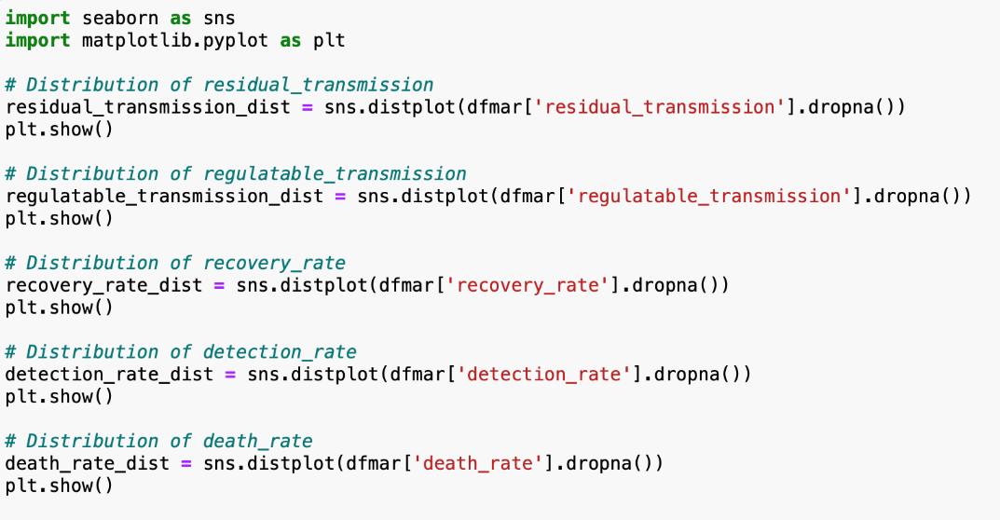 import seaborn as sns
import matplotlib.pyplot as plt
# Distribution of residual_transmission
residual_transmission_dist = sns.distplot(dfmar['residual_transmission'].dropna())
plt.show()
# Distribution of regulatable_transmission
regulatable_transmission_dist = sns.distplot(dfmar['regulatable_transmission'].dropna())
plt.show()
# Distribution of recovery_rate
recovery_rate_dist = sns.distplot(dfmar['recovery_rate'].dropna())
plt.show()
# Distribution of detection_rate
detection_rate_dist = sns.distplot(dfmar['detection_rate'].dropna())
plt.show()
# Distribution of death_rate
death_rate_dist = sns.distplot(dfmar['death_rate'].dropna())
plt.show()